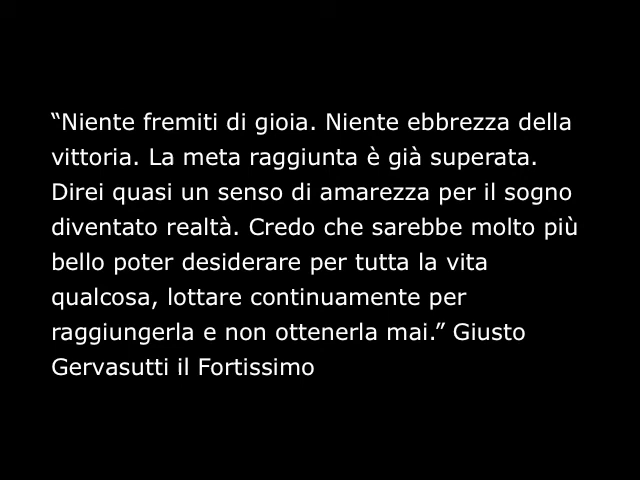 “Niente fremiti di gioia. Niente ebbrezza della
vittoria. La meta raggiunta è già superata.
Direi quasi un senso di amarezza per il sogno
diventato realtà. Credo che sarebbe molto più
bello poter desiderare per tutta la vita
qualcosa, lottare continuamente per
raggiungerla e non ottenerla mai.” Giusto
Gervasutti il Fortissimo